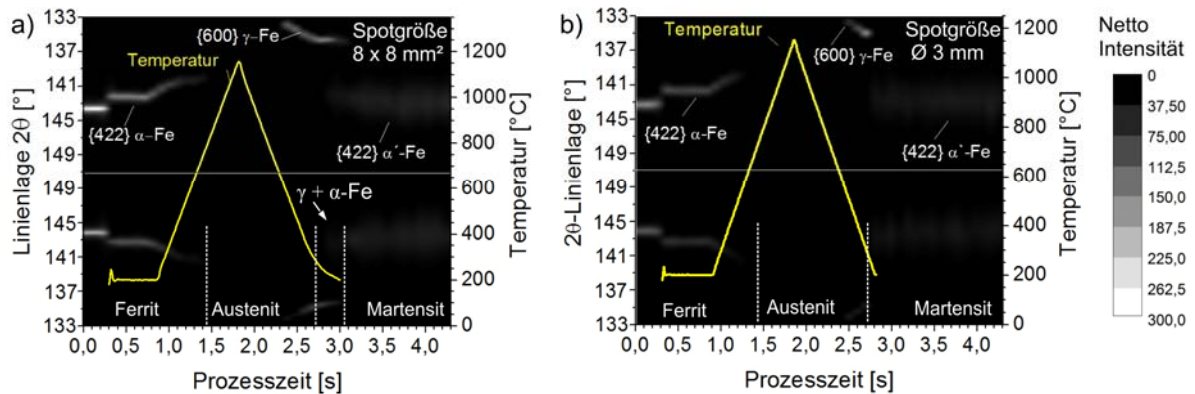 a)
133
137
141
145
149
149
145
141
137
133
Linienlage 2θ [°]
{600} γ-Fe
Spotgröße
8 x 8 mm²
Temperatur
{422} α-Fe
{422} α´-Fe
γ + α-Fe
Ferrit
Austenit
Martensit
1200
1000
800
600
400
200
0
Temperatur [°C]
0,0 0,5 1,0 1,5 2,0 2,5 3,0 3,5 4,0
Prozesszeit [s]
b)
133
137
141
145
149
149
145
141
137
133
2θ-Linienlage [°]
Temperatur
{600} γ-Fe
Spotgröße
Ø 3 mm
{422} α-Fe
{422} α´-Fe
Ferrit
Austenit
Martensit
1200
1000
800
600
400
200
0
Temperatur [°C]
0,0 0,5 1,0 1,5 2,0 2,5 3,0 3,5 4,0
Prozesszeit [s]
Netto
Intensität
0
37,50
75,00
112,5
150,0
187,5
225,0
262,5
300,0